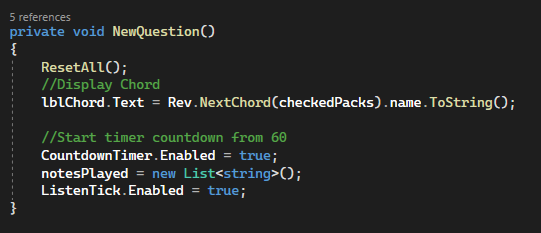 5 references
private void NewQuestion()
{
ResetAll();
//Display Chord
lblChord.Text = Rev.NextChord(checkedPacks).name.ToString();
//Start timer countdown from 60
CountdownTimer.Enabled = true;
notesPlayed = new List<string>();
ListenTick.Enabled = true;
}